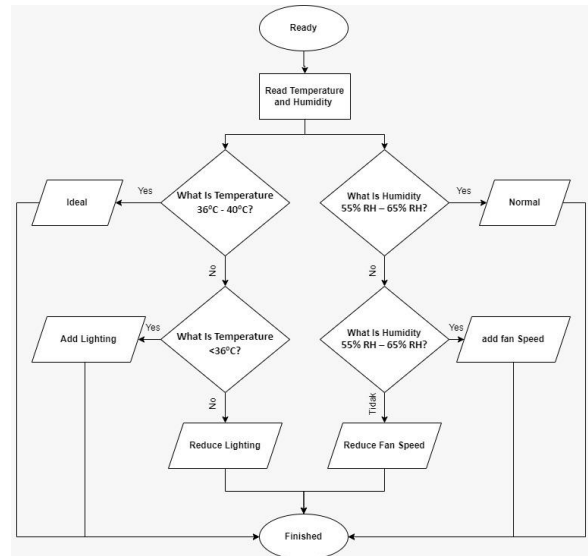 Ready
Read Temperature
and Humidity
What Is Temperature
36°C - 40°C?
Yes
Ideal
What Is Humidity
55% RH – 65% RH?
Yes
Normal
No
No
What Is Temperature
<36°C?
Yes
Add Lighting
What Is Humidity
55% RH – 65% RH?
Yes
add fan Speed
No
Tidak
Reduce Lighting
Reduce Fan Speed
Finished